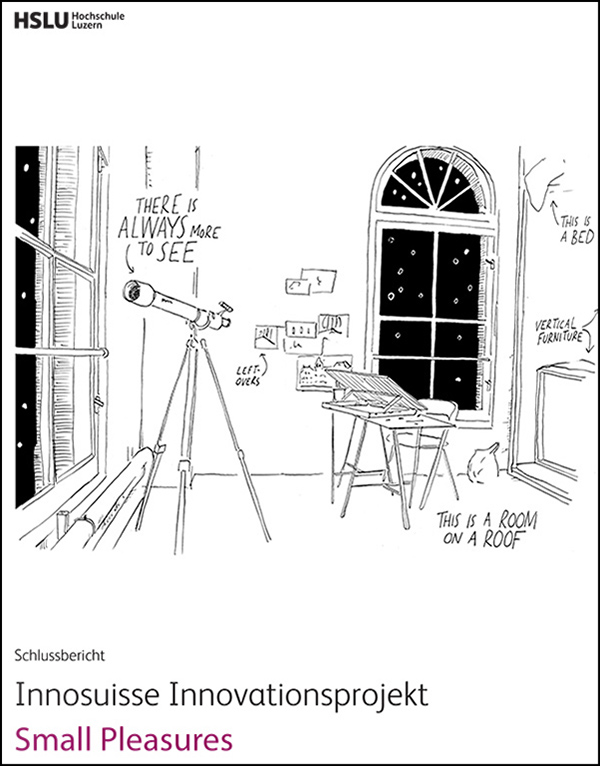 HSLU Hochschule
Luzern
THERE IS
ALWAYS MORE
TO SEE
THIS IS
A BED
VERTICAL
FURNITURE
LEFT-
OVERS
THIS IS A ROOM
ON A ROOF
Schlussbericht
Innosuisse Innovationsprojekt
Small Pleasures